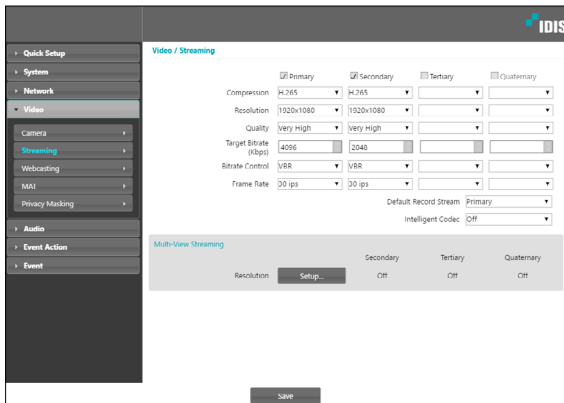 IDIS
Quick Setup
System
Network
Video
Camera
Streaming
Webcasting
MAT
Privacy Masking
Audio
Event Action
Event
Video / Streaming
Primary Secondary Tertiary Quaternary
Compression H.265 H.265
Resolution 1920x1080 1920x1080
Quality Very High Very High
Target Bitrate
(Kbps) 4096 2048
Bitrate Control VBR VBR
Frame Rate 30 ips 30 ips
Default Record Stream Primary
Intelligent Codec Off
Multi-View Streaming
Secondary Tertiary Quaternary
Resolution Setup... Off Off Off
Save